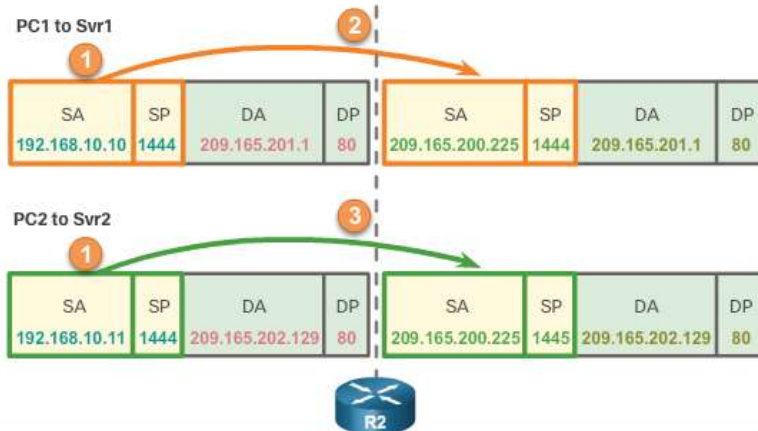 PC1 to Svr1
1
2
SA SP DA DP SA SP DA DP
192.168.10.10 1444 209.165.201.1 80 209.165.200.225 1444 209.165.201.1 80
PC2 to Svr2
1
3
SA SP DA DP SA SP DA DP
192.168.10.11 1444 209.165.202.129 80 209.165.200.225 1445 209.165.202.129 80
R2